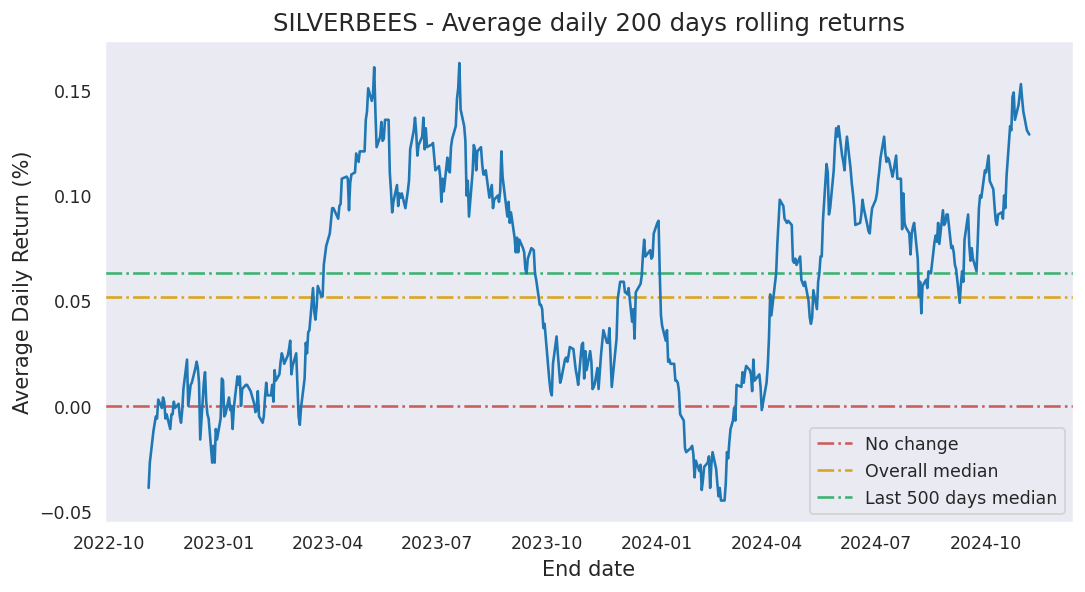 SILVERBEES - Average daily 200 days rolling returns
Average Daily Return (%)
0.15
0.10
0.05
0.00
−0.05
No change
Overall median
Last 500 days median
2022-10 2023-01 2023-04 2023-07 2023-10 2024-01 2024-04 2024-07 2024-10
End date